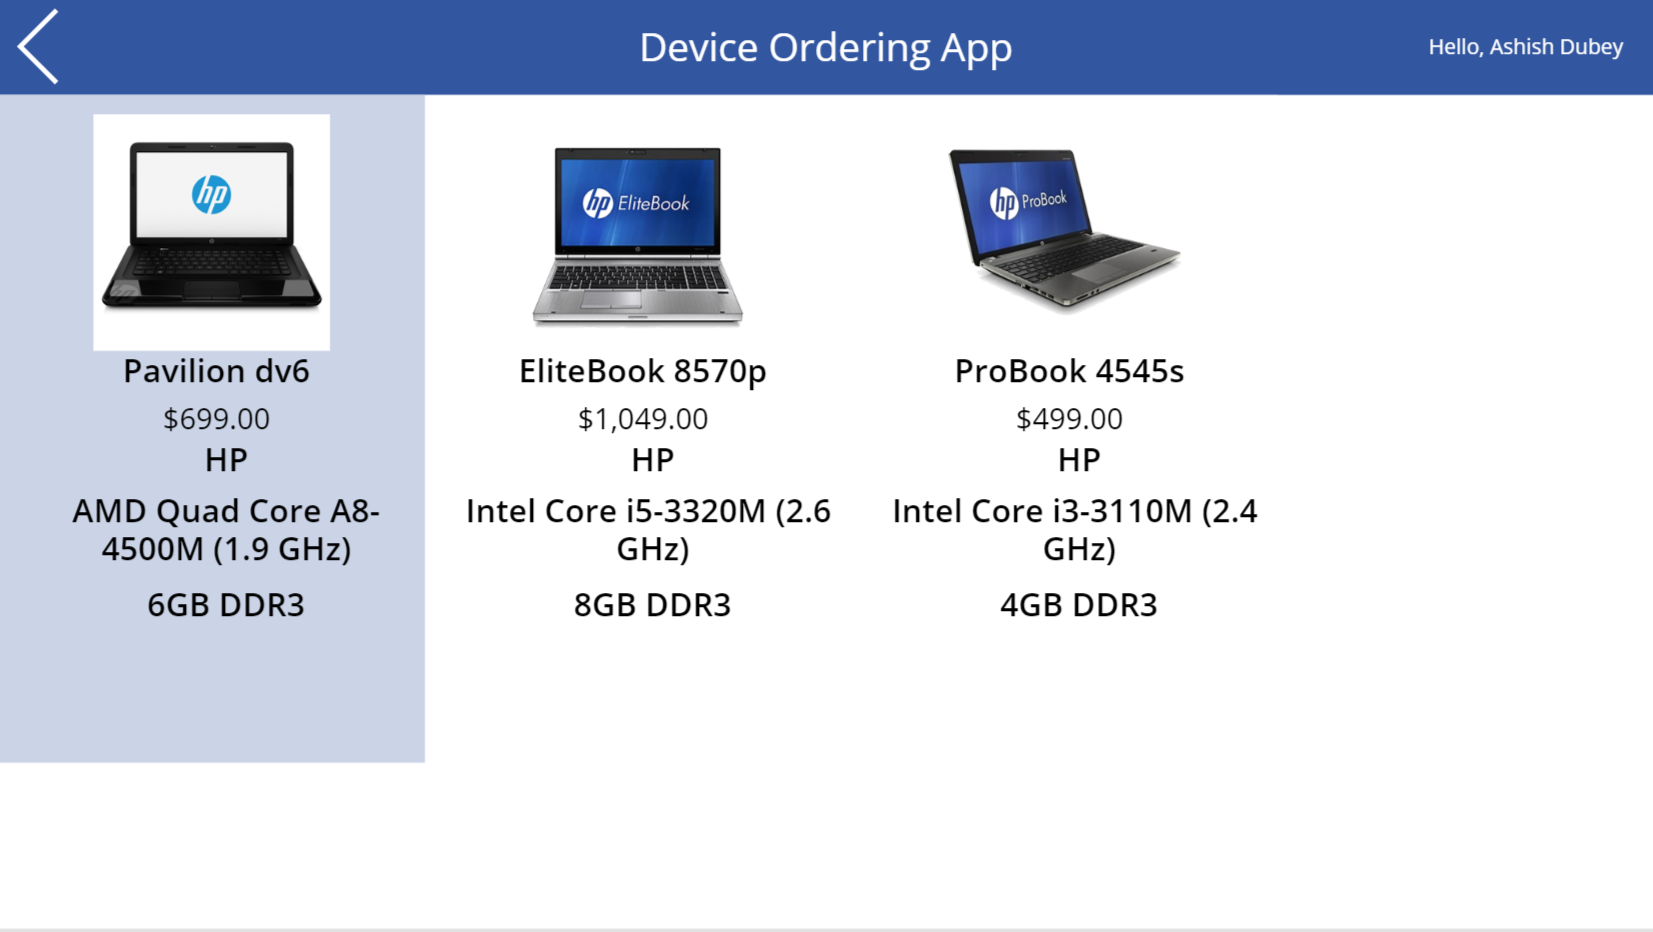 Device Ordering App
Hello, Ashish Dubey
hp
hp EliteBook
hp ProBook
Pavilion dv6
EliteBook 8570p
ProBook 4545s
$699.00
$1,049.00
$499.00
HP
HP
HP
AMD Quad Core A8-
4500M (1.9 GHz)
Intel Core i5-3320M (2.6
GHz)
Intel Core i3-3110M (2.4
GHz)
6GB DDR3
8GB DDR3
4GB DDR3